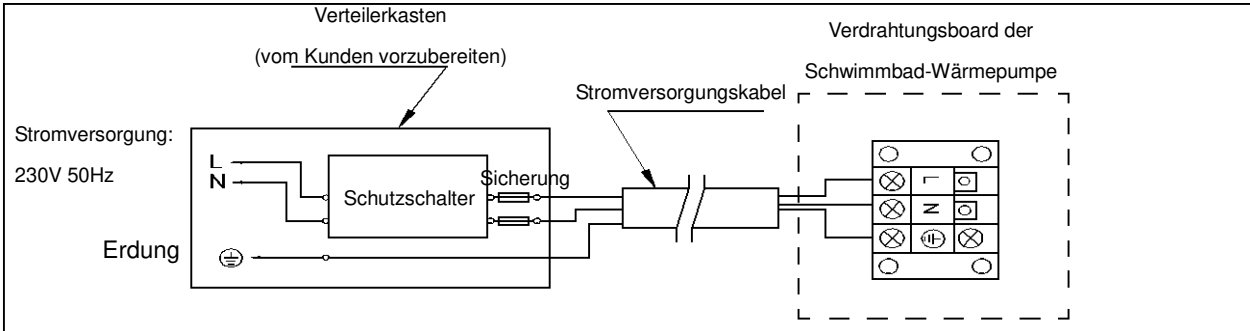 Verteilerkasten
(vom Kunden vorzubereiten)
Verdrahtungsboard der
Schwimmbad-Wärmepumpe
Stromversorgungskabel
Stromversorgung:
230V 50Hz
L
N
Schutzschalter
Sicherung
Erdung
L
N